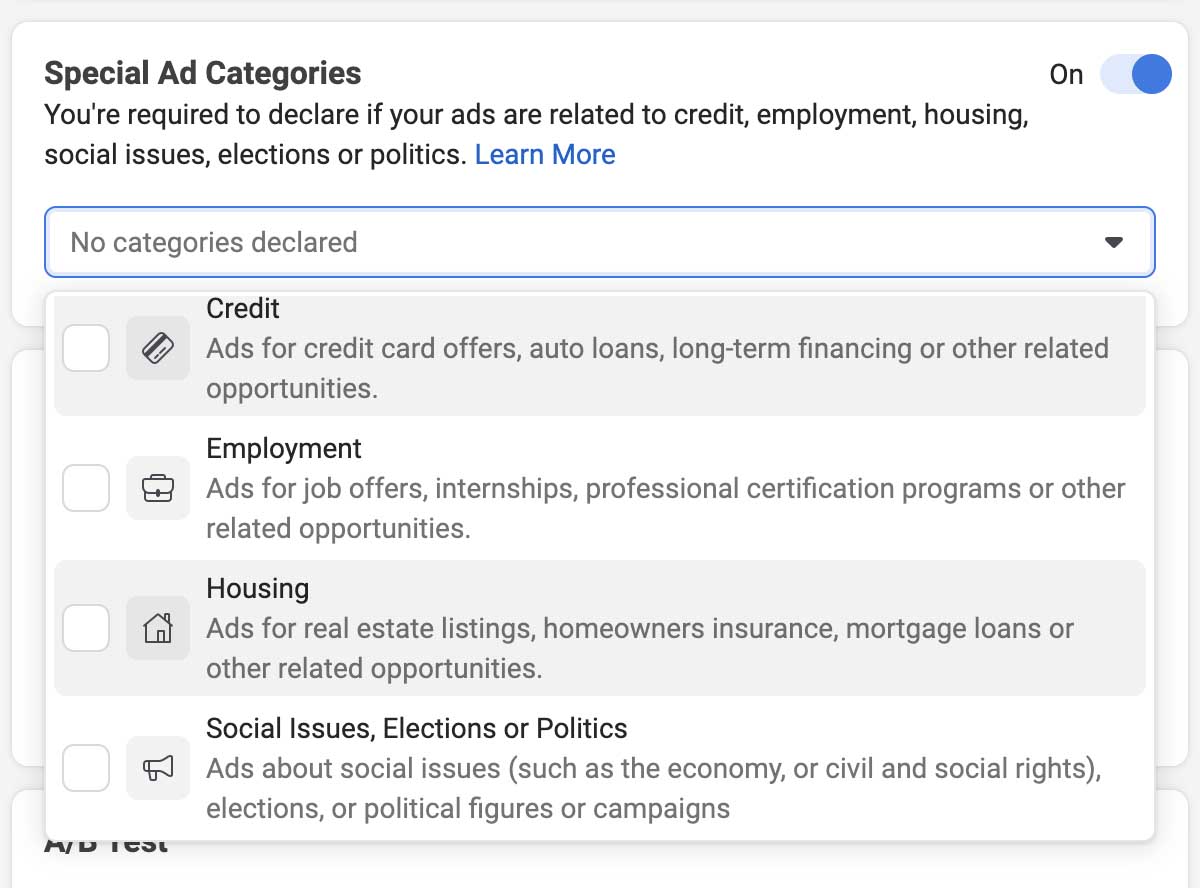 Special Ad Categories
On
You're required to declare if your ads are related to credit, employment, housing,
social issues, elections or politics. Learn More
No categories declared
Credit
Ads for credit card offers, auto loans, long-term financing or other related
opportunities.
Employment
Ads for job offers, internships, professional certification programs or other
related opportunities.
Housing
Ads for real estate listings, homeowners insurance, mortgage loans or
other related opportunities.
Social Issues, Elections or Politics
Ads about social issues (such as the economy, or civil and social rights),
elections, or political figures or campaigns
A/B Test